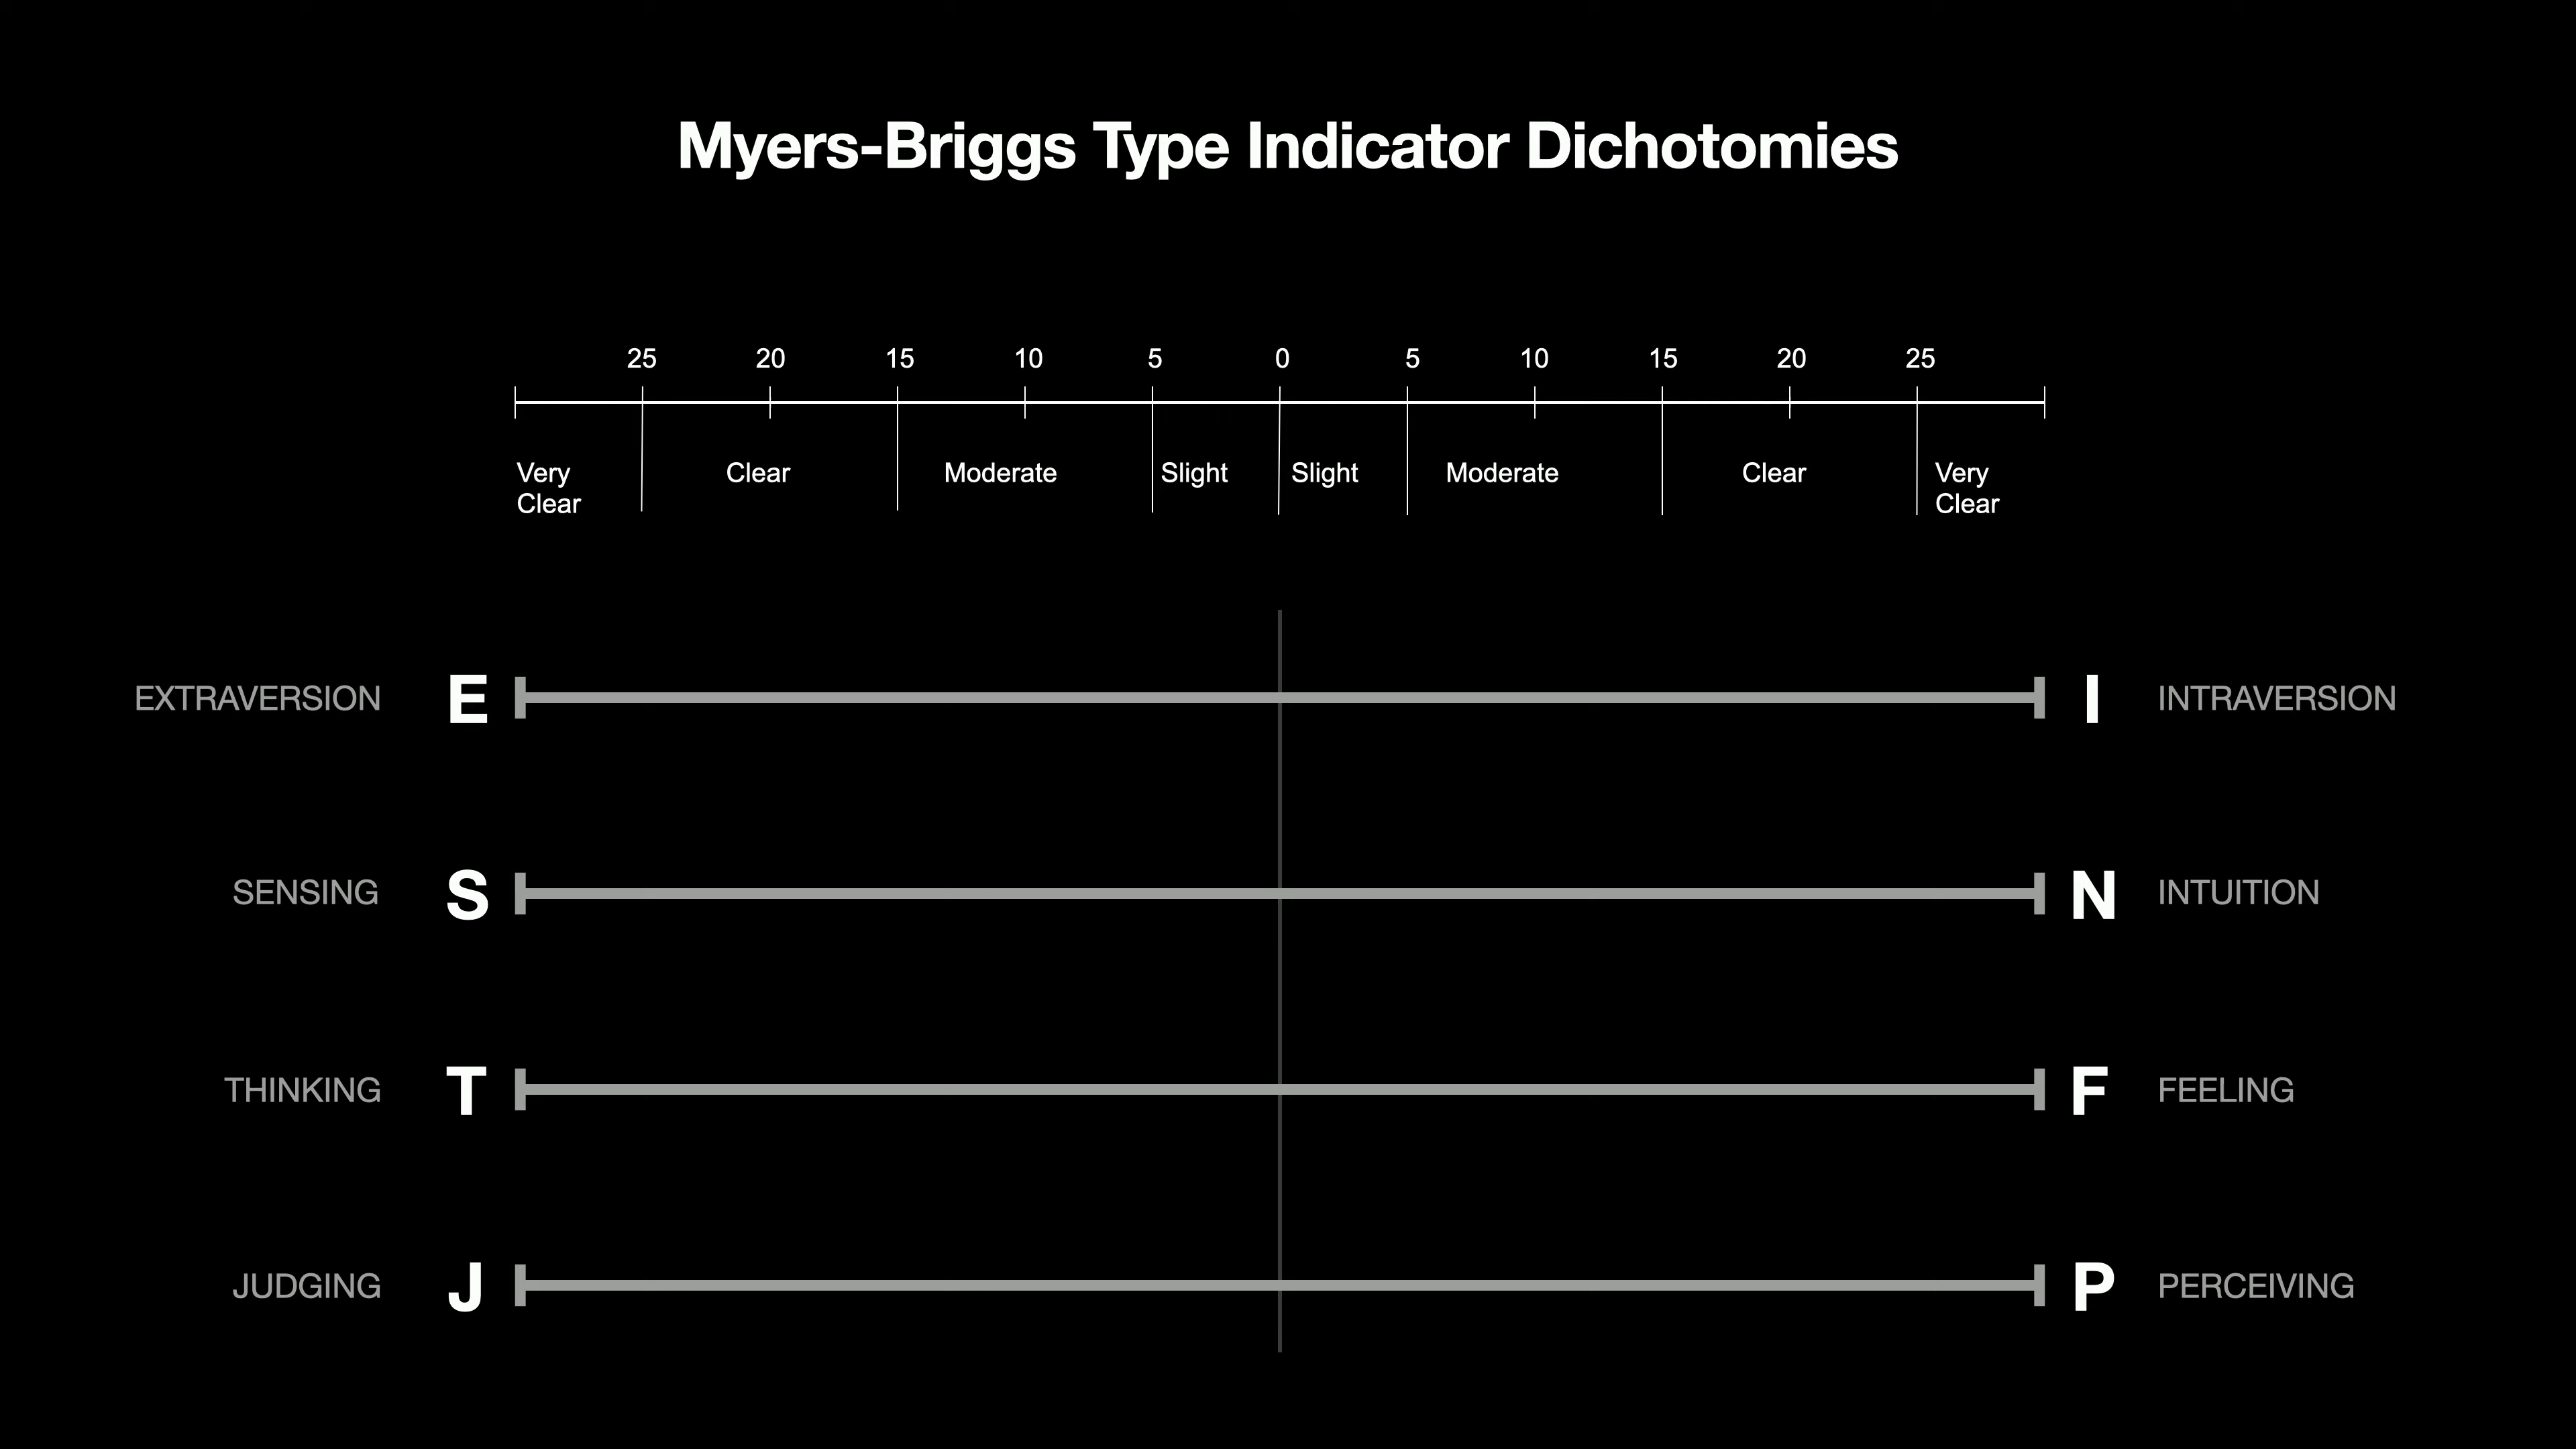 Myers-Briggs Type Indicator Dichotomies
25 20 15 10 5 0 5 10 15 20 25
Very Clear Moderate Slight Slight Moderate Clear Very
Clear Clear
EXTRAVERSION E I INTRAVERSION
SENSING S N INTUITION
THINKING T F FEELING
JUDGING J P PERCEIVING